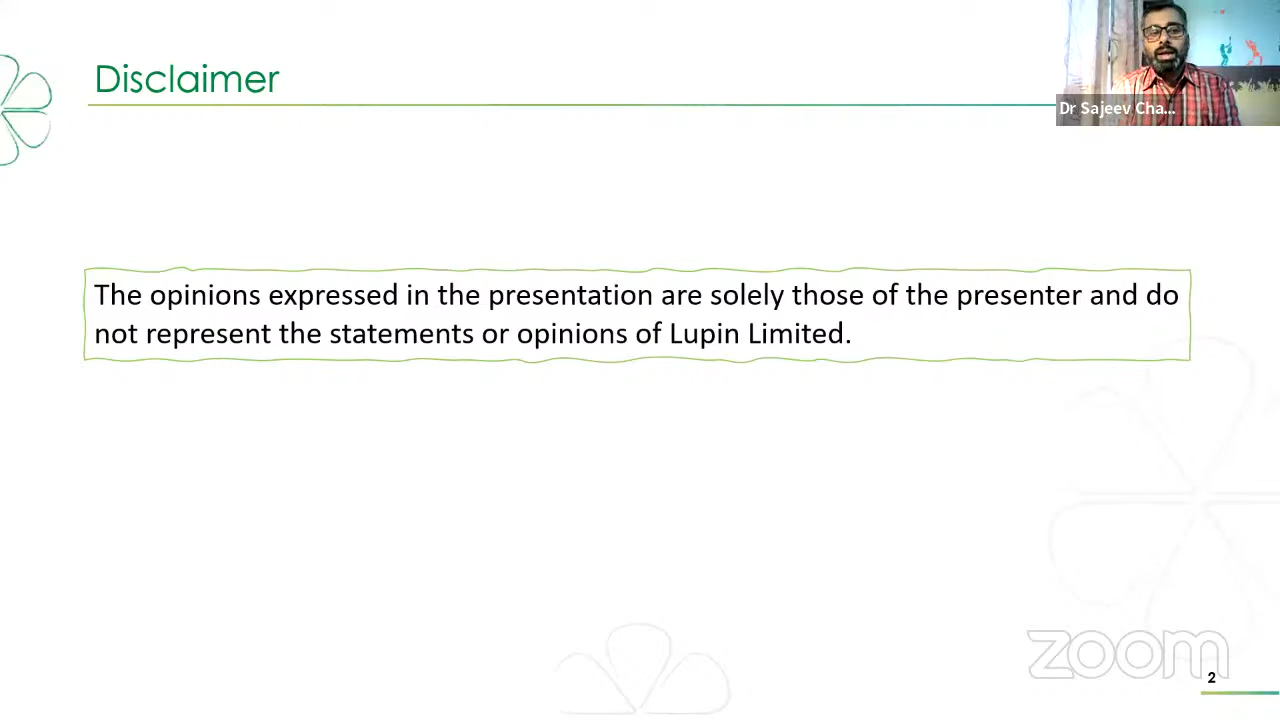 Disclaimer
Dr Sajeev Cha...
The opinions expressed in the presentation are solely those of the presenter and do
not represent the statements or opinions of Lupin Limited.
zoom
2